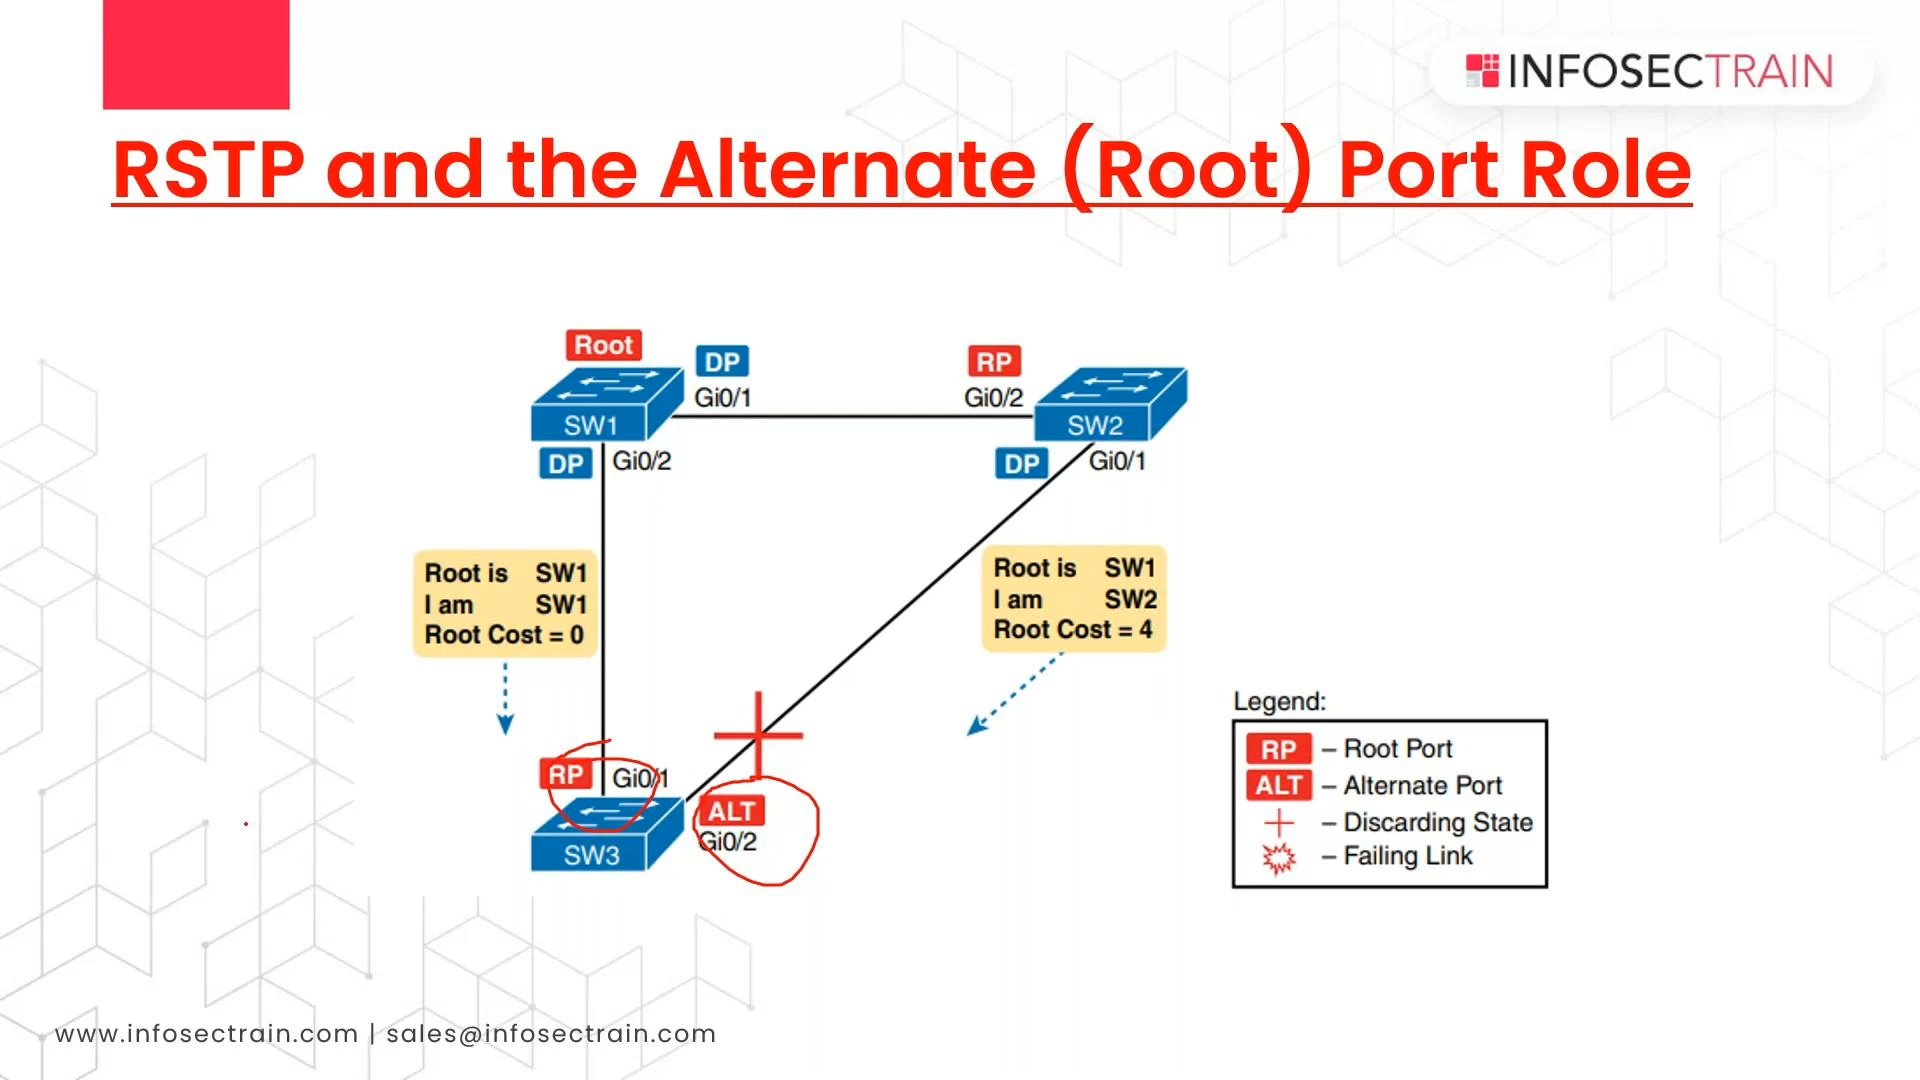 INFOSECTRAIN
RSTP and the Alternate (Root) Port Role
Root
DP
Gi0/1
RP
Gi0/2
SW1
SW2
DP
Gi0/2
DP
Gi0/1
Root is SW1
I am SW1
Root Cost = 0
Root is SW1
I am SW2
Root Cost = 4
RP
Gi0/1
ALT
Gi0/2
SW3
Legend:
RP – Root Port
ALT – Alternate Port
– Discarding State
– Failing Link
www.infosectrain.com | sales@infosectrain.com